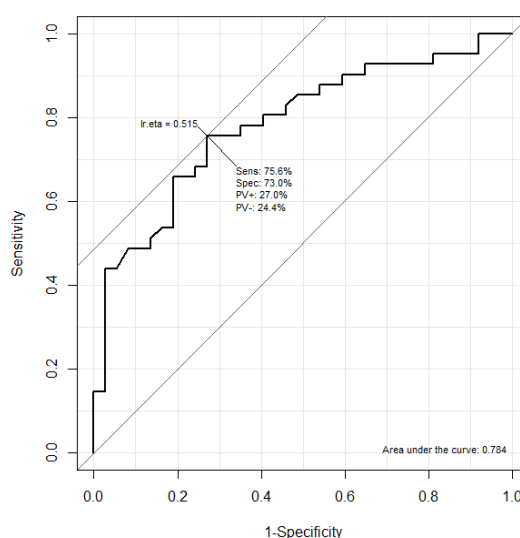 1.0
0.8
0.6
0.4
0.2
0.0
Sensitivity
lr.eta = 0.515
Sens: 75.6%
Spec: 73.0%
PV+: 27.0%
PV-: 24.4%
Area under the curve: 0.784
0.0 0.2 0.4 0.6 0.8 1.0
1-Specificity